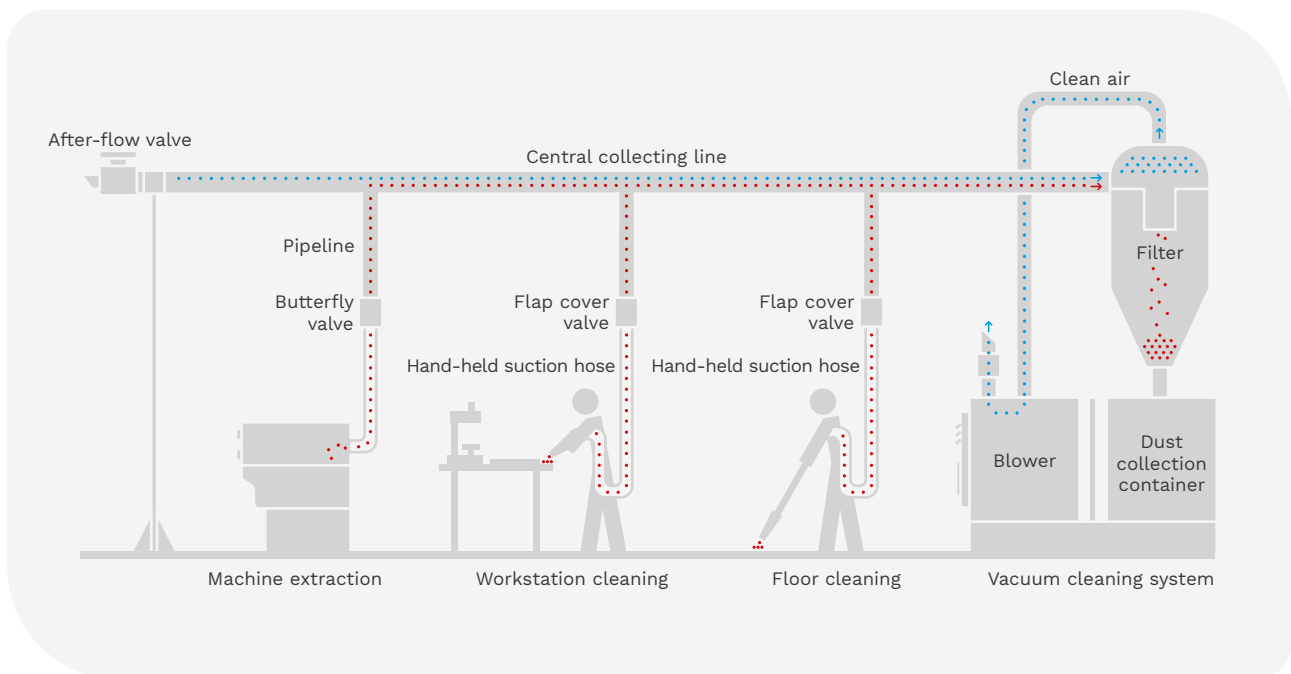 Clean air
After-flow valve
Central collecting line
Pipeline
Filter
Butterfly
valve
Flap cover
valve
Flap cover
valve
Hand-held suction hose
Hand-held suction hose
Blower
Dust
collection
container
Machine extraction
Workstation cleaning
Floor cleaning
Vacuum cleaning system